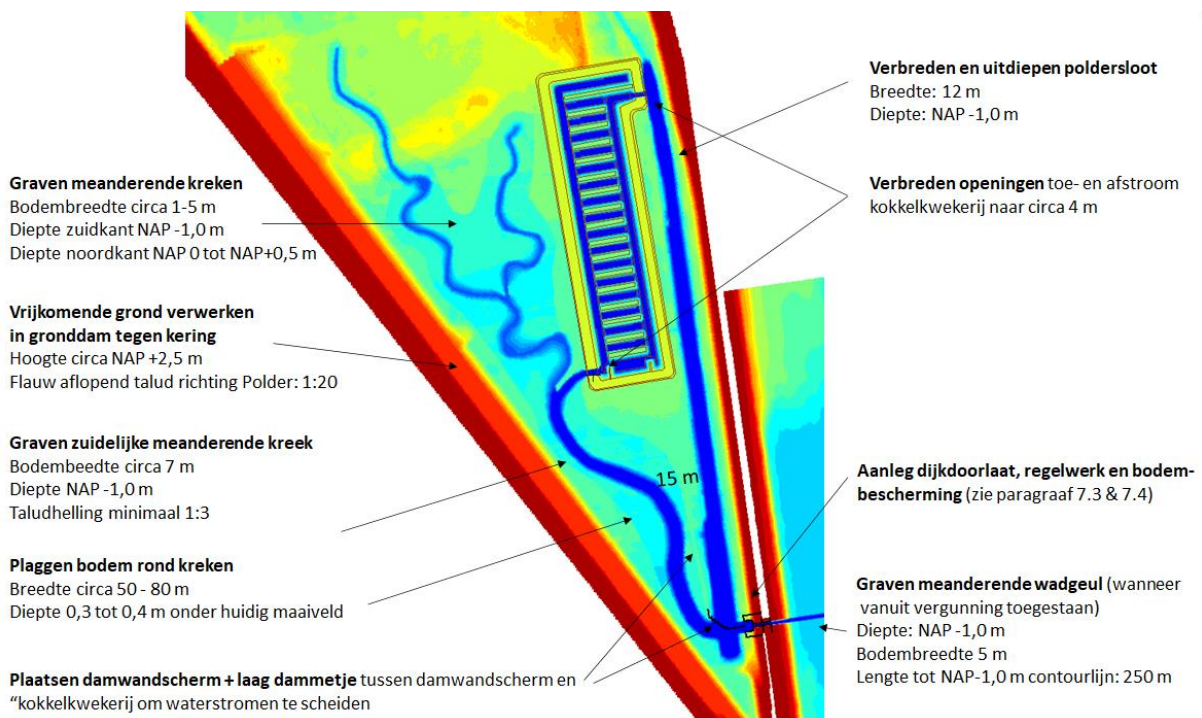 Graven meanderende kreken
Bodembreedte circa 1-5 m
Diepte zuidkant NAP -1,0 m
Diepte noordkant NAP 0 tot NAP+0,5 m
Vrijkomende grond verwerken
in gronddam tegen kering
Hoogte circa NAP +2,5 m
Flauw aflopend talud richting Polder: 1:20
Graven zuidelijke meanderende kreek
Bodembeedte circa 7 m
Diepte NAP -1,0 m
Taludhelling minimaal 1:3
Plaggen bodem rond kreken
Breedte circa 50 - 80 m
Diepte 0,3 tot 0,4 m onder huidig maaiveld
Plaatsen damwandscherm + laag dammetje tussen damwandscherm en
“kokkelkwekerij om waterstromen te scheiden
15 m
Verbreden en uitdiepen poldersloot
Breedte: 12 m
Diepte: NAP -1,0 m
Verbreden openingen toe- en afstroom
kokkelkwekerij naar circa 4 m
Aanleg dijkdoorlaat, regelwerk en bodem-
bescherming (zie paragraaf 7.3 & 7.4)
Graven meanderende wadgeul (wanneer
vanuit vergunning toegestaan)
Diepte: NAP -1,0 m
Bodembreedte 5 m
Lengte tot NAP-1,0 m contourlijn: 250 m